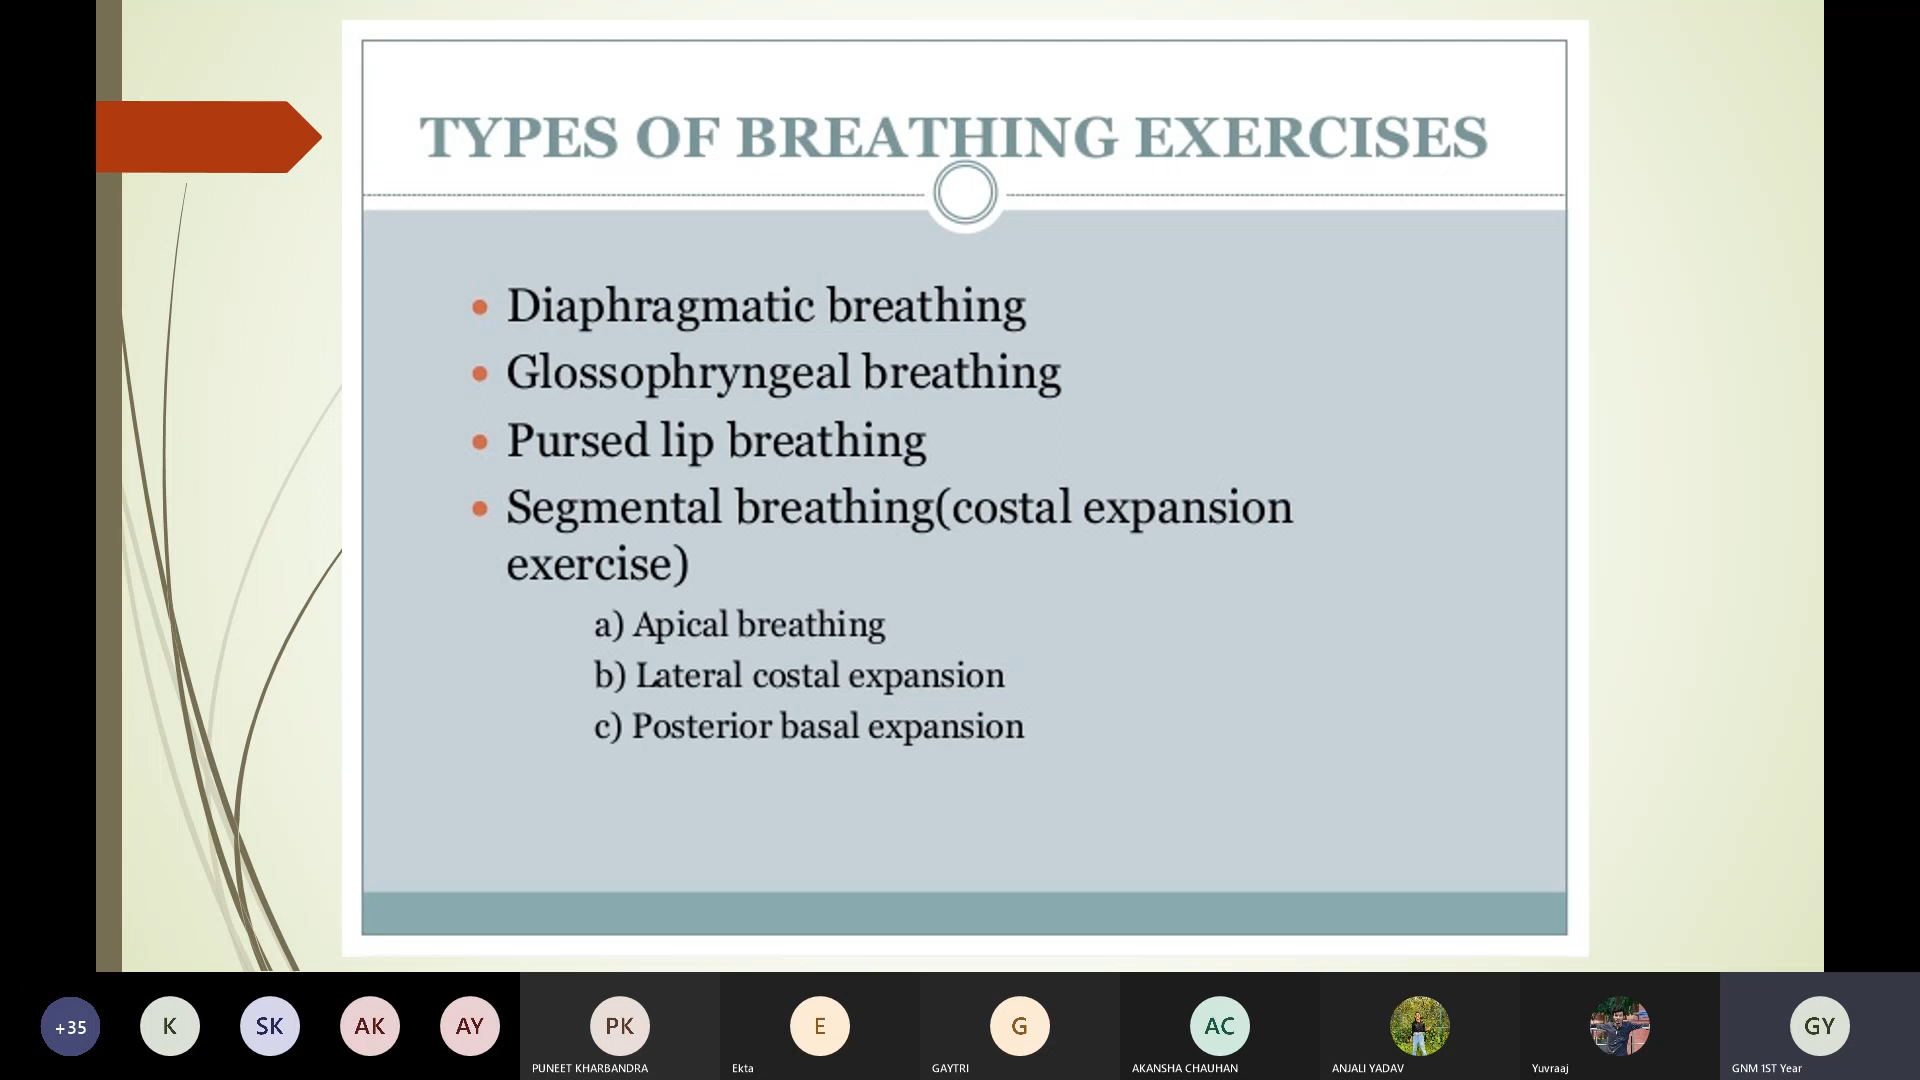 TYPES OF BREATHING EXERCISES
Diaphragmatic breathing
Glossophryngeal breathing
Pursed lip breathing
Segmental breathing(costal expansion
exercise)
a) Apical breathing
b) Lateral costal expansion
c) Posterior basal expansion
+35
K
SK
AK
AY
PK
PUNEET KHARBANDRA
E
Ekta
G
GAYTRI
AC
AKANSHA CHAUHAN
ANJALI YADAV
Yuvraaj
GY
GNM 1ST Year